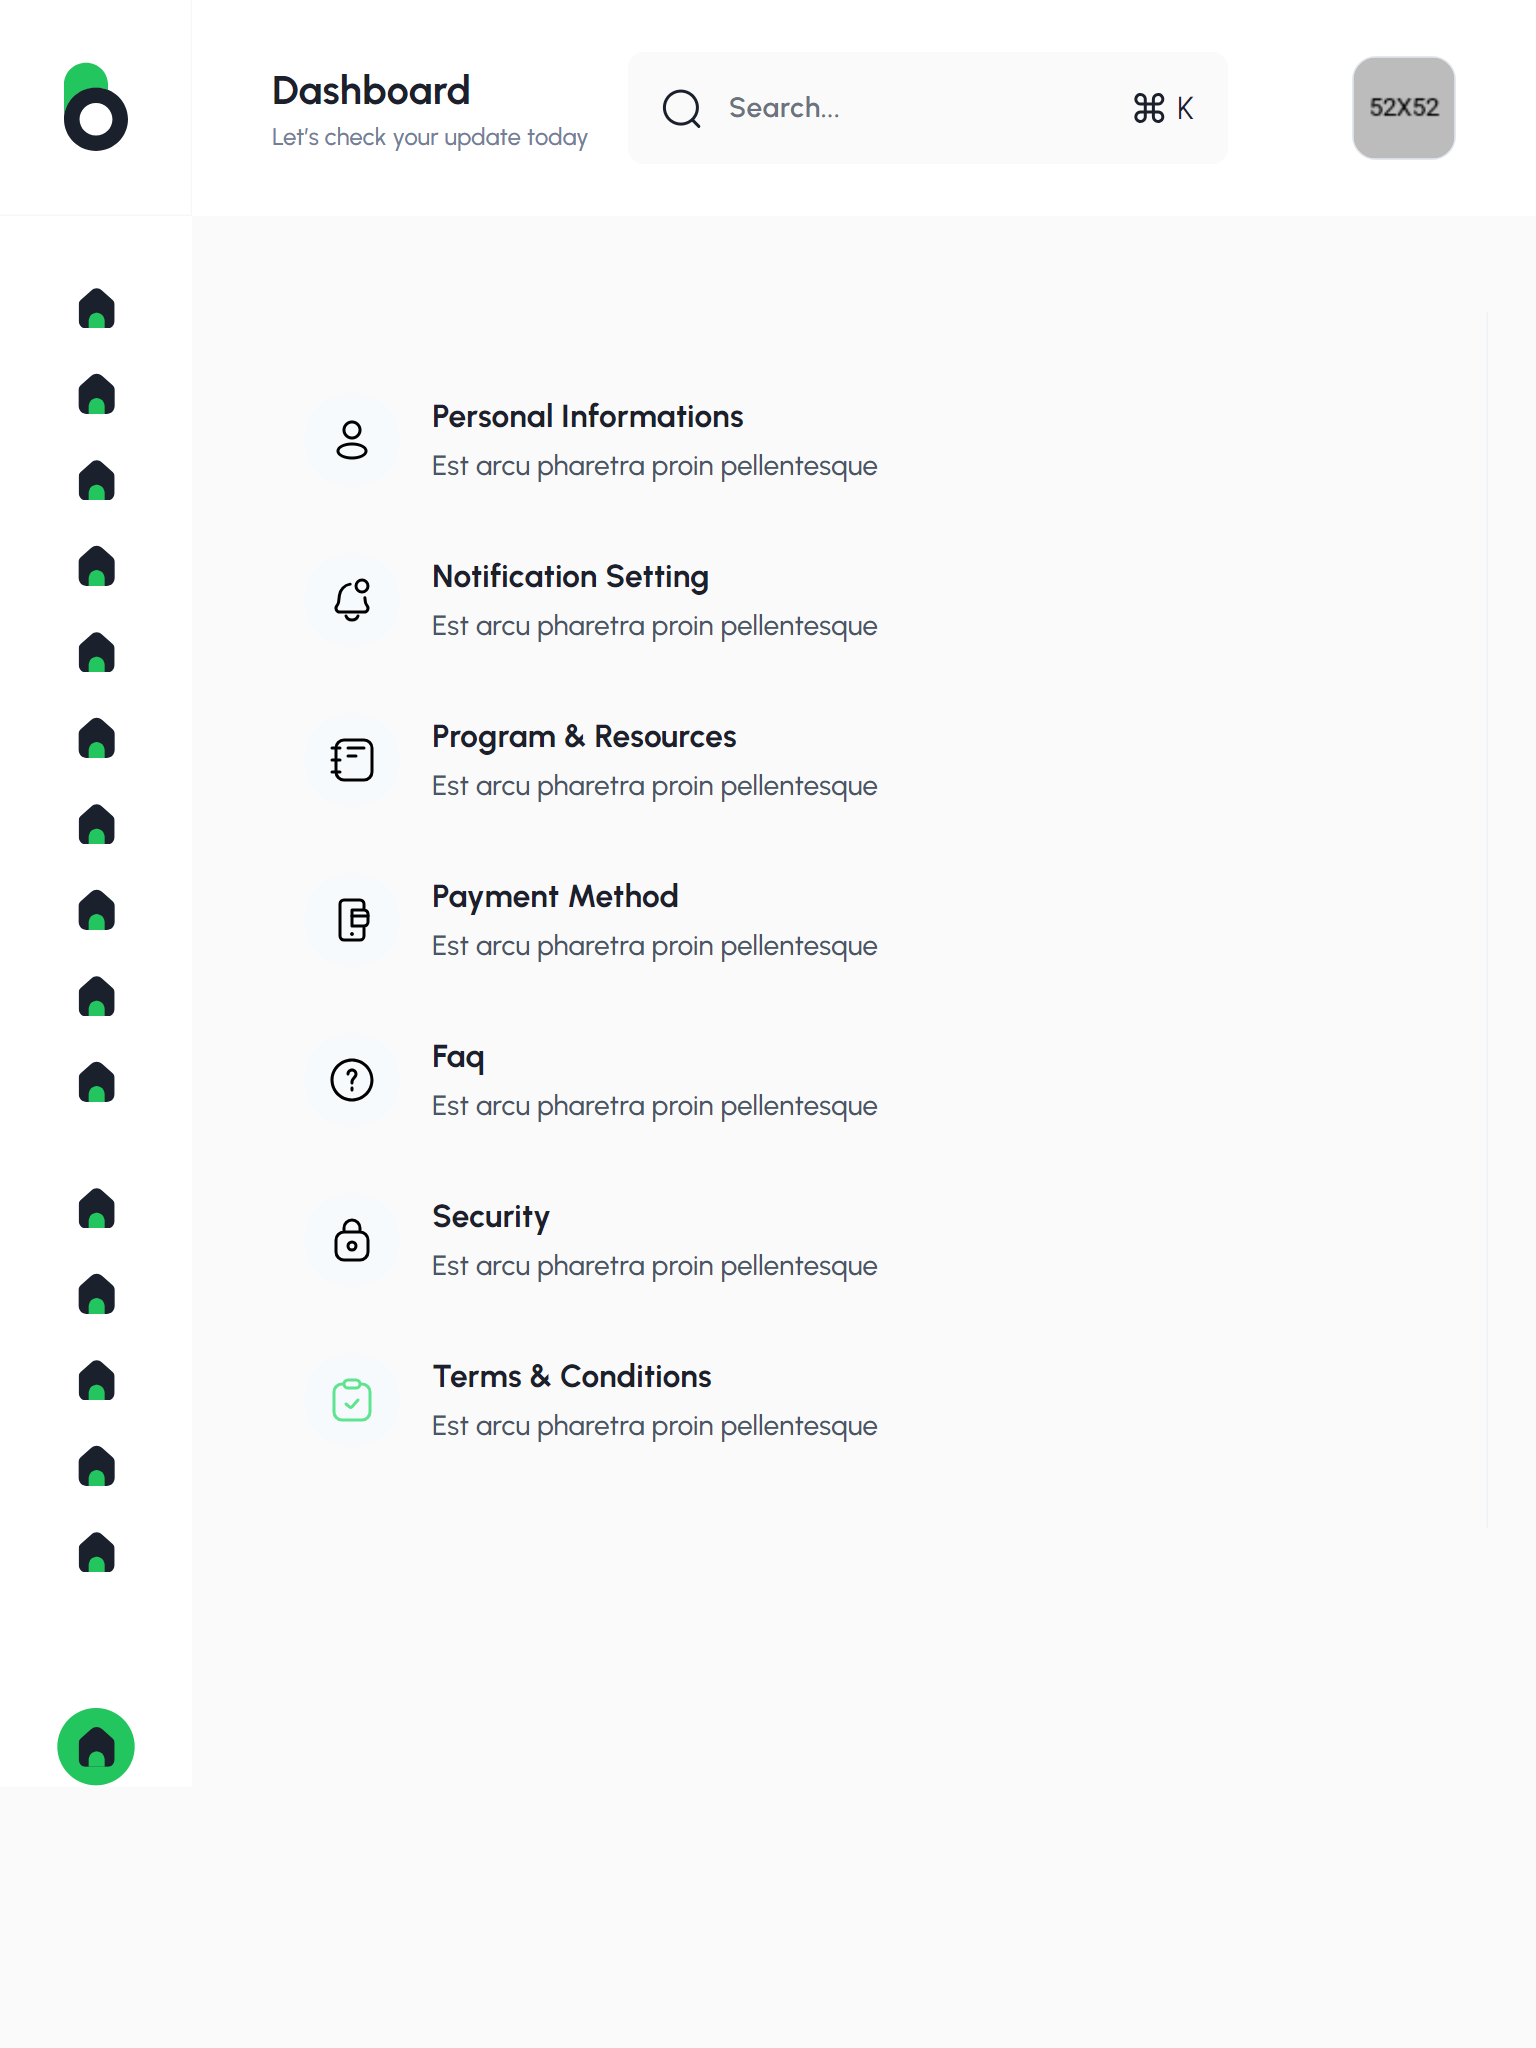 Dashboard
Let's check your update today
Search...
⌘ K
52X52
Personal Informations
Est arcu pharetra proin pellentesque
Notification Setting
Est arcu pharetra proin pellentesque
Program & Resources
Est arcu pharetra proin pellentesque
Payment Method
Est arcu pharetra proin pellentesque
Faq
Est arcu pharetra proin pellentesque
Security
Est arcu pharetra proin pellentesque
Terms & Conditions
Est arcu pharetra proin pellentesque